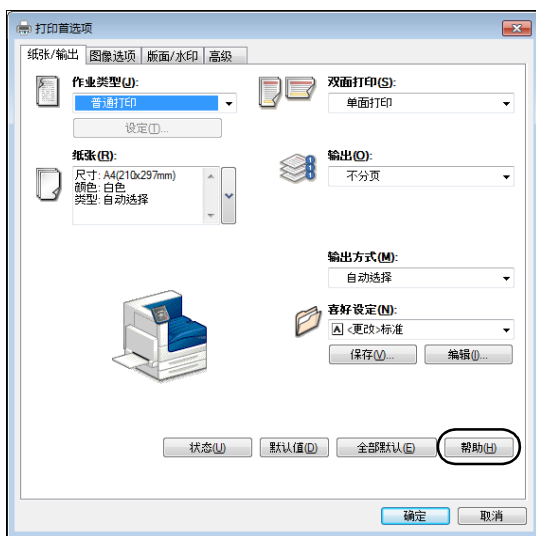 打印首选项
纸张/输出 图像选项 版面/水印 高级
作业类型(J):
普通打印
设定(T)...
纸张(R):
尺寸: A4(210x297mm)
颜色: 白色
类型: 自动选择
双面打印(S):
单面打印
输出(O):
不分页
输出方式(M):
自动选择
喜好设定(N):
A <更改>标准
保存(V)... 编辑(I)...
状态(U) 默认值(D) 全部默认(E) 帮助(H)
确定 取消